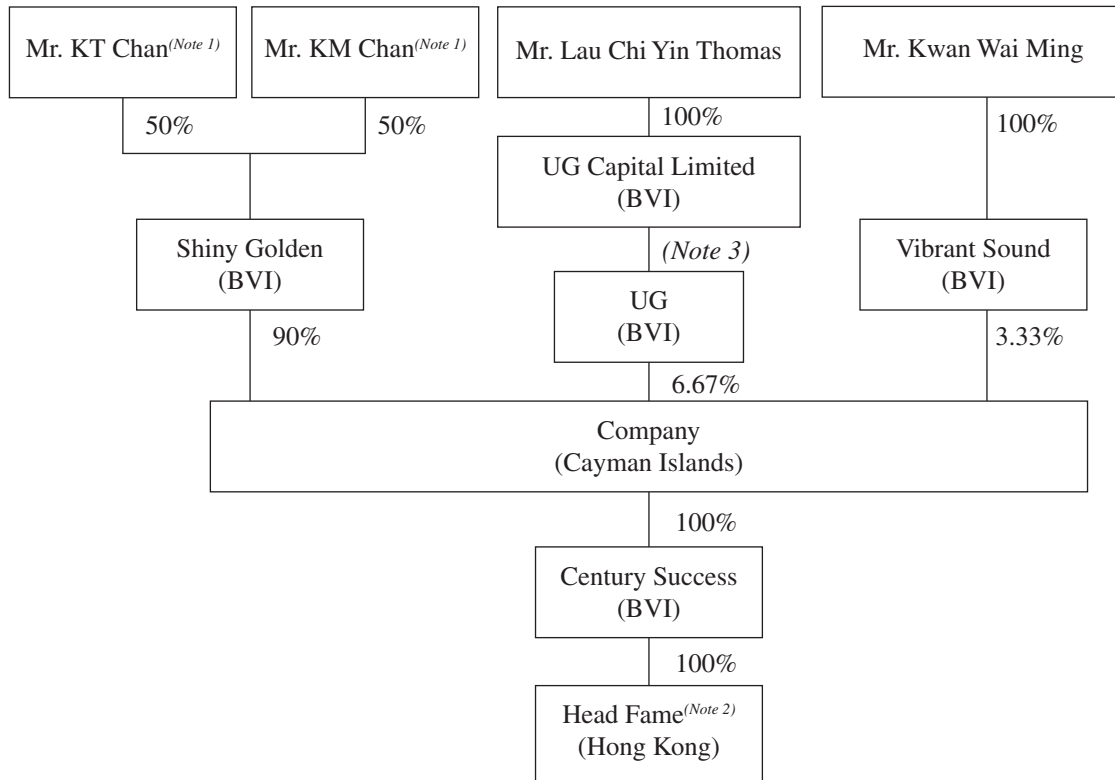 Mr. KT Chan(Note 1)
Mr. KM Chan(Note 1)
Mr. Lau Chi Yin Thomas
Mr. Kwan Wai Ming
50%
50%
100%
100%
UG Capital Limited
(BVI)
Shiny Golden
(BVI)
(Note 3)
Vibrant Sound
(BVI)
UG
(BVI)
90%
6.67%
3.33%
Company
(Cayman Islands)
100%
Century Success
(BVI)
100%
Head Fame(Note 2)
(Hong Kong)